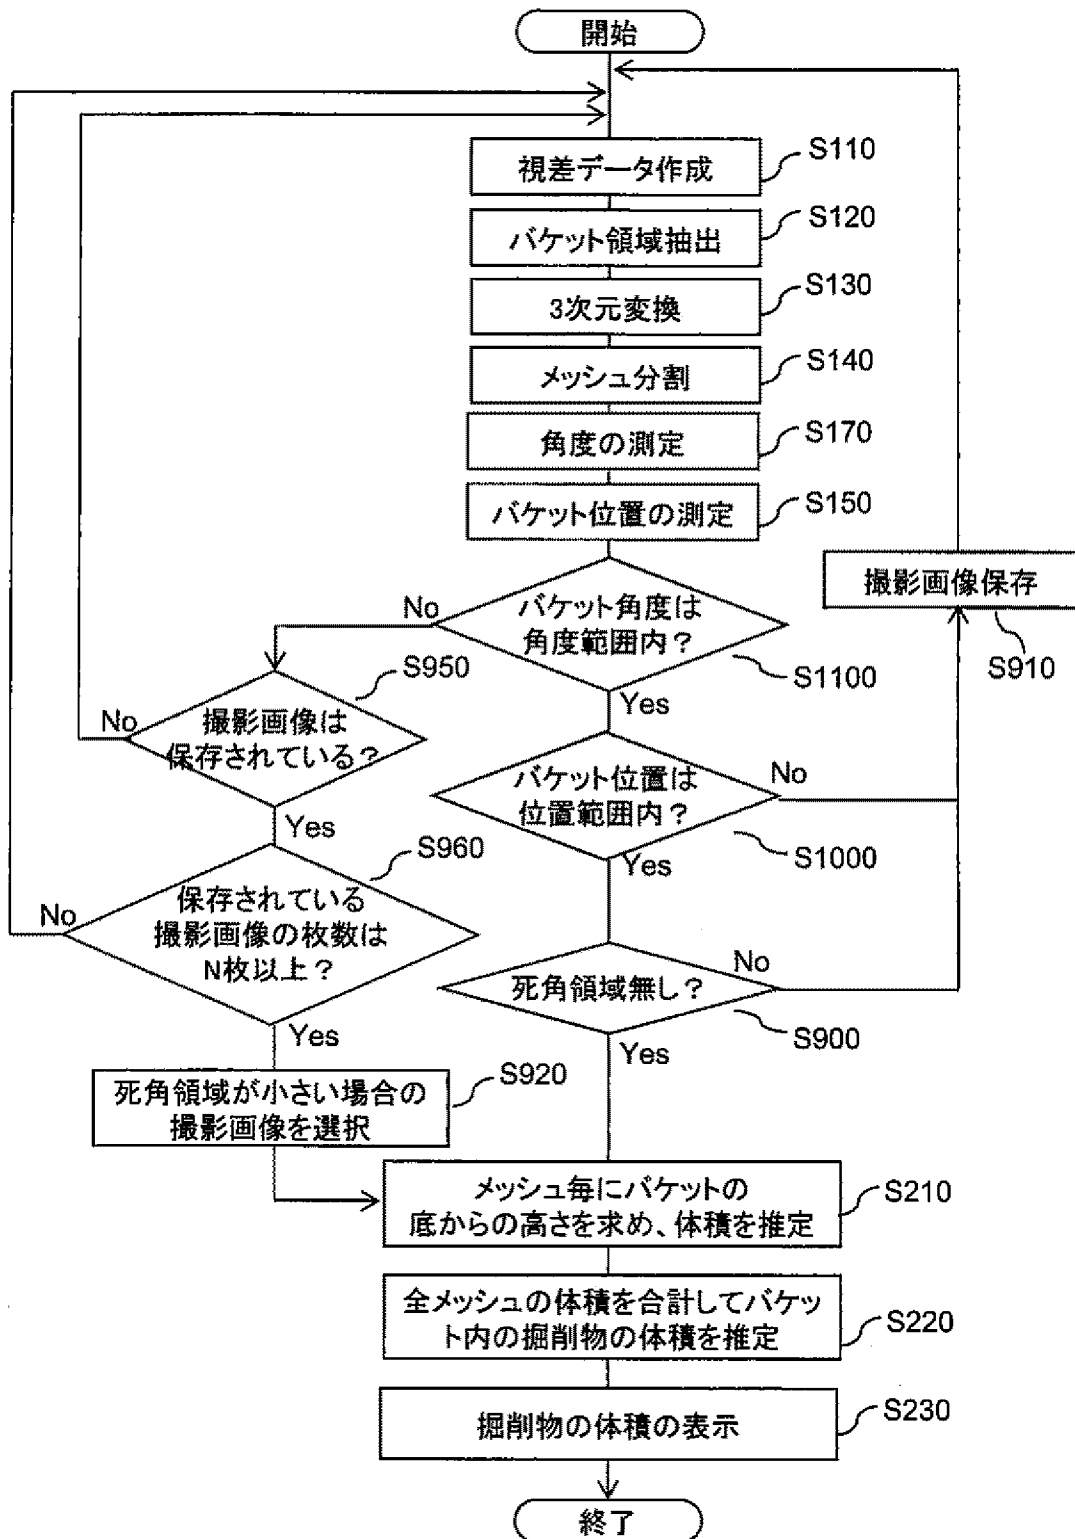 開始
視差データ作成
S110
バケット領域抽出
S120
3次元変換
S130
メッシュ分割
S140
角度の測定
S170
バケット位置の測定
S150
撮影画像保存
S910
バケット角度は
角度範囲内?
No
Yes
S1100
撮影画像は
保存されている?
No
Yes
S950
バケット位置は
位置範囲内?
No
Yes
S1000
保存されている
撮影画像の枚数は
N枚以上?
No
Yes
S960
死角領域無し?
No
Yes
S900
死角領域が小さい場合の
撮影画像を選択
S920
メッシュ毎にバケットの
底からの高さを求め、体積を推定
S210
全メッシュの体積を合計してバケッ
ト内の掘削物の体積を推定
S220
掘削物の体積の表示
S230
終了